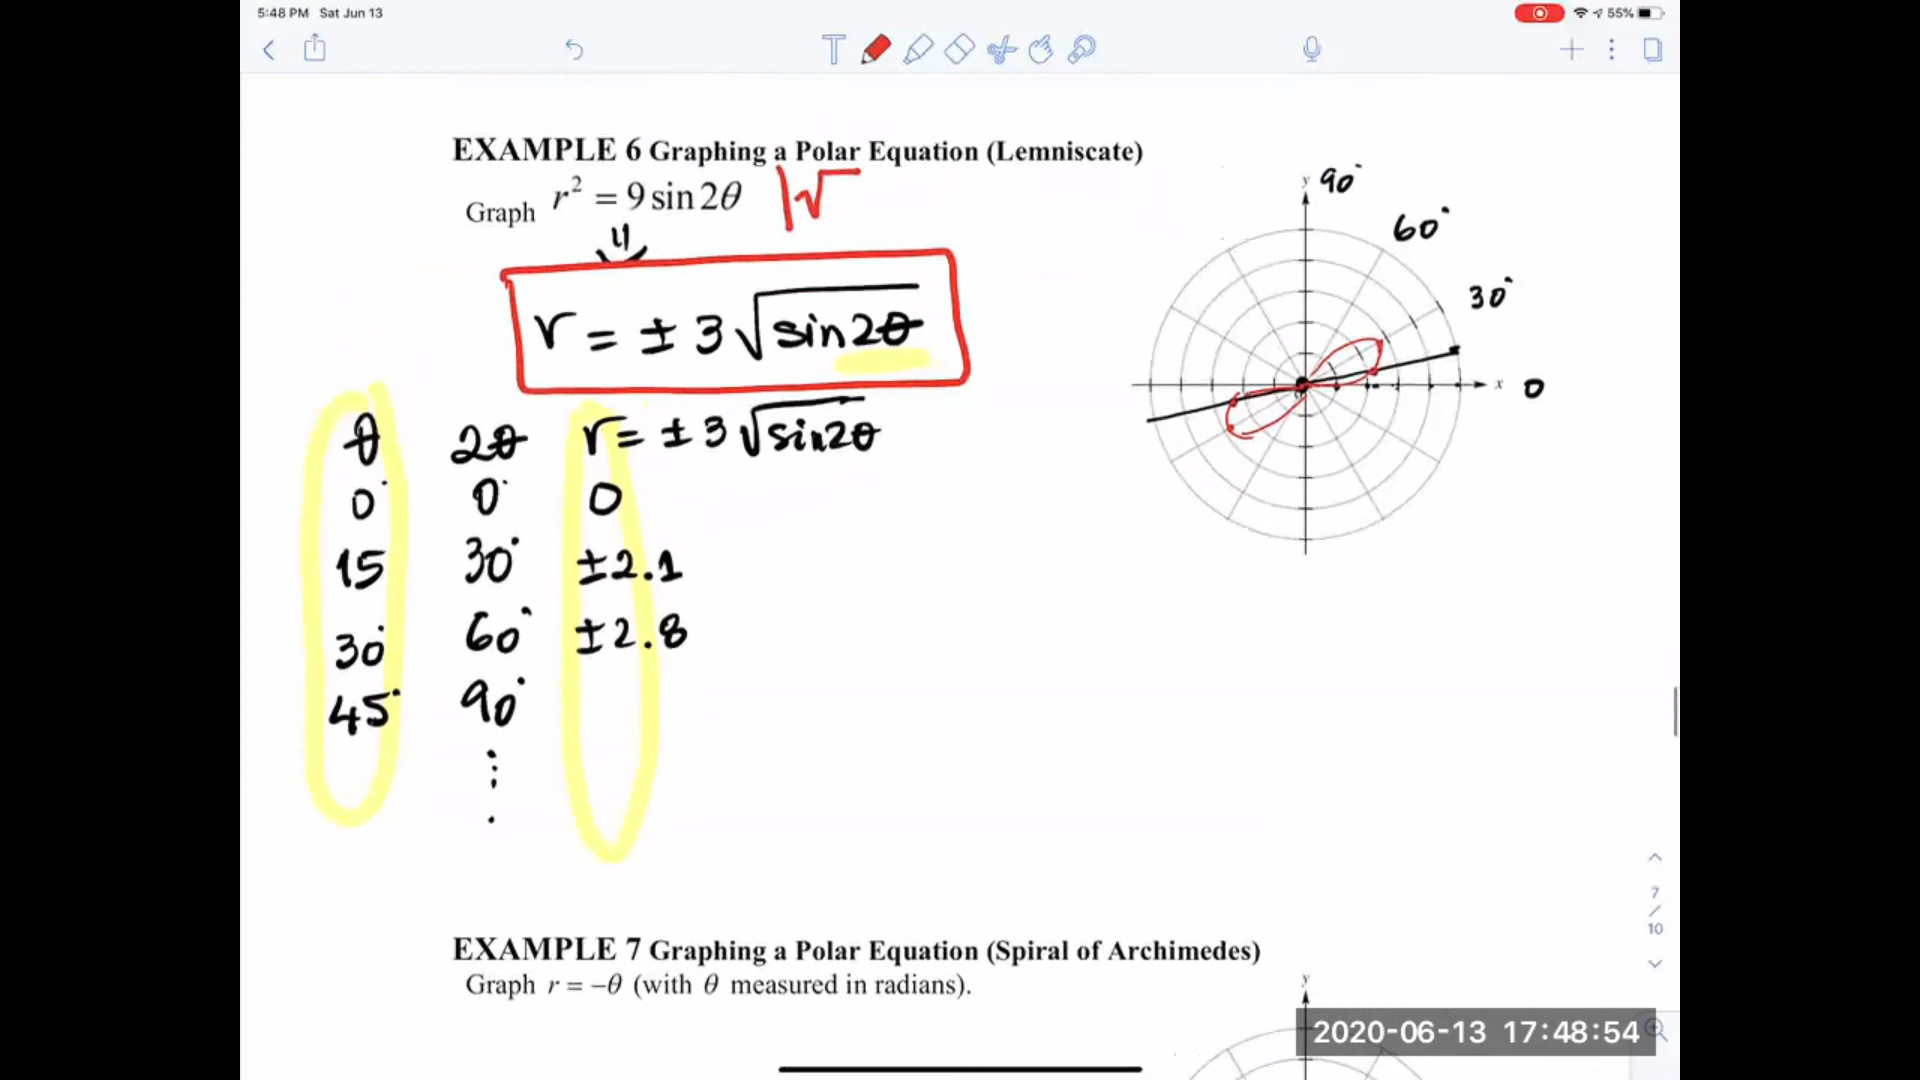 5:48 PM Sat Jun 13
55%
EXAMPLE 6 Graphing a Polar Equation (Lemniscate)
Graph r² = 9 sin 2θ
r = ± 3 √sin2θ
θ 2θ r = ± 3 √sin2θ
0° 0° 0
15 30° ±2.1
30° 60° ±2.8
45° 90°
y 90°
60°
30°
x 0
EXAMPLE 7 Graphing a Polar Equation (Spiral of Archimedes)
Graph r = −θ (with θ measured in radians).
y
7
/
10
2020-06-13 17:48:54